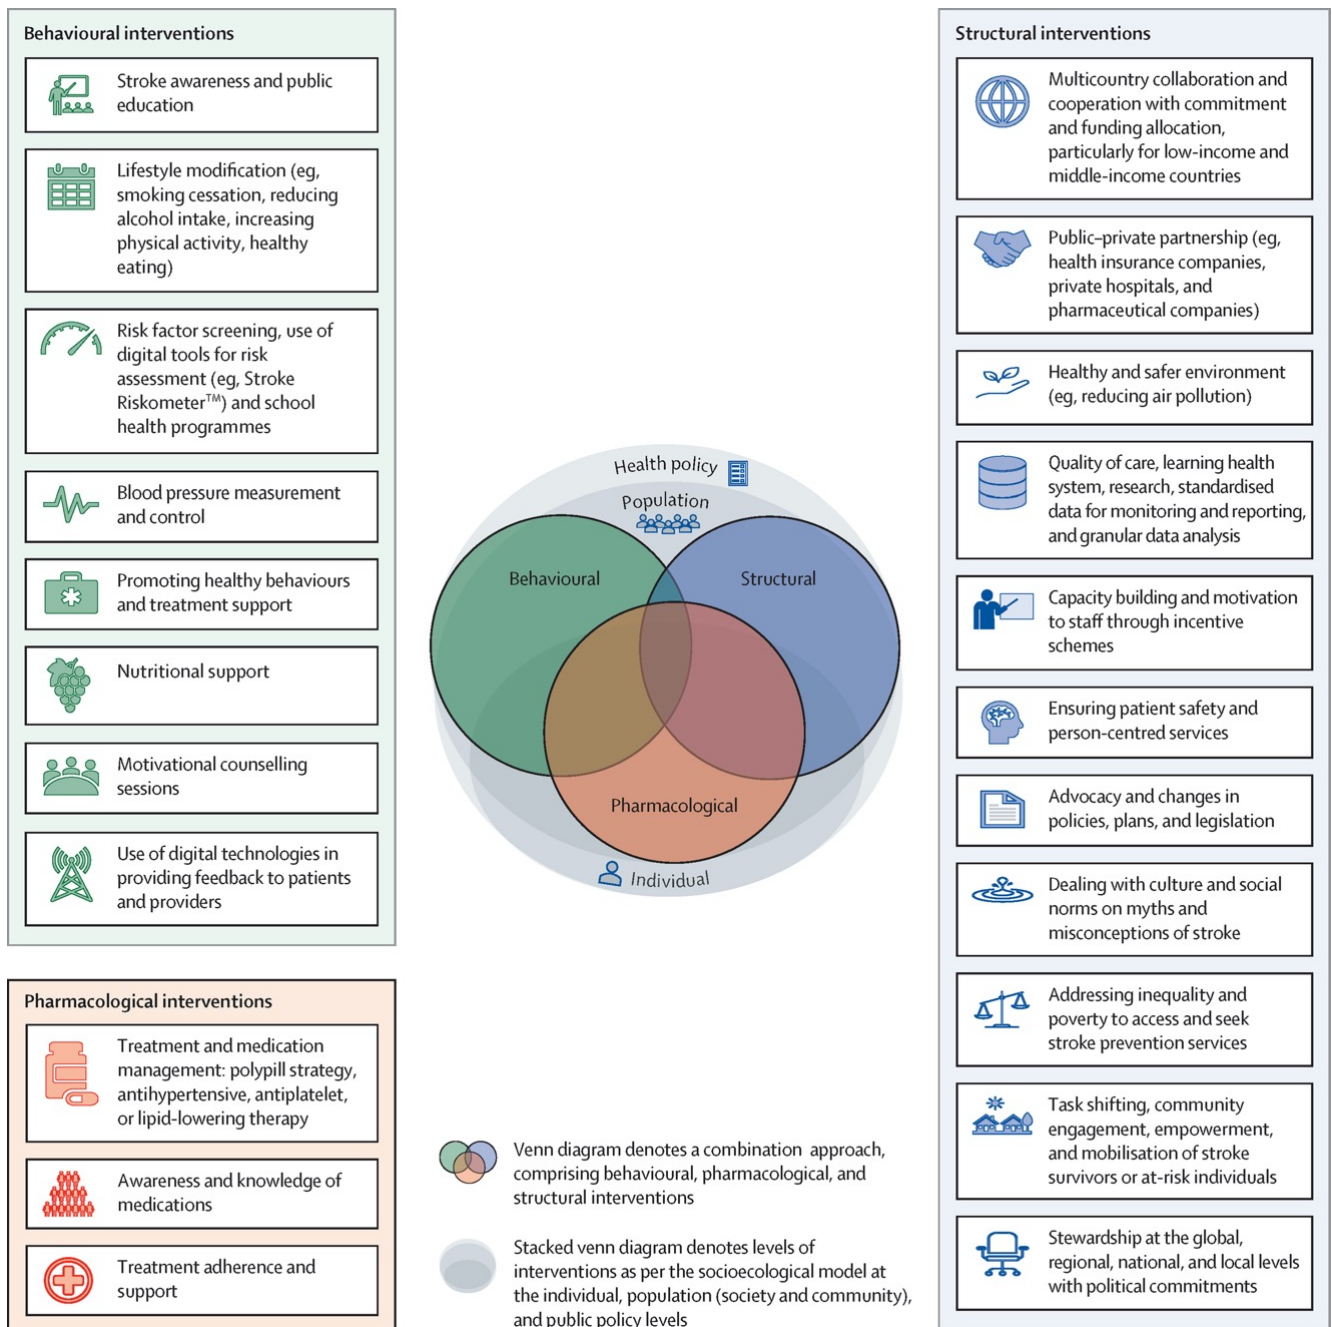 Behavioural interventions
Stroke awareness and public
education
Lifestyle modification (eg,
smoking cessation, reducing
alcohol intake, increasing
physical activity, healthy
eating)
Risk factor screening, use of
digital tools for risk
assessment (eg, Stroke
Riskometer™) and school
health programmes
Blood pressure measurement
and control
Promoting healthy behaviours
and treatment support
Nutritional support
Motivational counselling
sessions
Use of digital technologies in
providing feedback to patients
and providers
Pharmacological interventions
Treatment and medication
management: polypill strategy,
antihypertensive, antiplatelet,
or lipid-lowering therapy
Awareness and knowledge of
medications
Treatment adherence and
support
Health policy
Population
Behavioural
Structural
Pharmacological
Individual
Venn diagram denotes a combination approach,
comprising behavioural, pharmacological, and
structural interventions
Stacked venn diagram denotes levels of
interventions as per the socioecological model at
the individual, population (society and community),
and public policy levels
Structural interventions
Multicountry collaboration and
cooperation with commitment
and funding allocation,
particularly for low-income and
middle-income countries
Public–private partnership (eg,
health insurance companies,
private hospitals, and
pharmaceutical companies)
Healthy and safer environment
(eg, reducing air pollution)
Quality of care, learning health
system, research, standardised
data for monitoring and reporting,
and granular data analysis
Capacity building and motivation
to staff through incentive
schemes
Ensuring patient safety and
person-centred services
Advocacy and changes in
policies, plans, and legislation
Dealing with culture and social
norms on myths and
misconceptions of stroke
Addressing inequality and
poverty to access and seek
stroke prevention services
Task shifting, community
engagement, empowerment,
and mobilisation of stroke
survivors or at-risk individuals
Stewardship at the global,
regional, national, and local levels
with political commitments